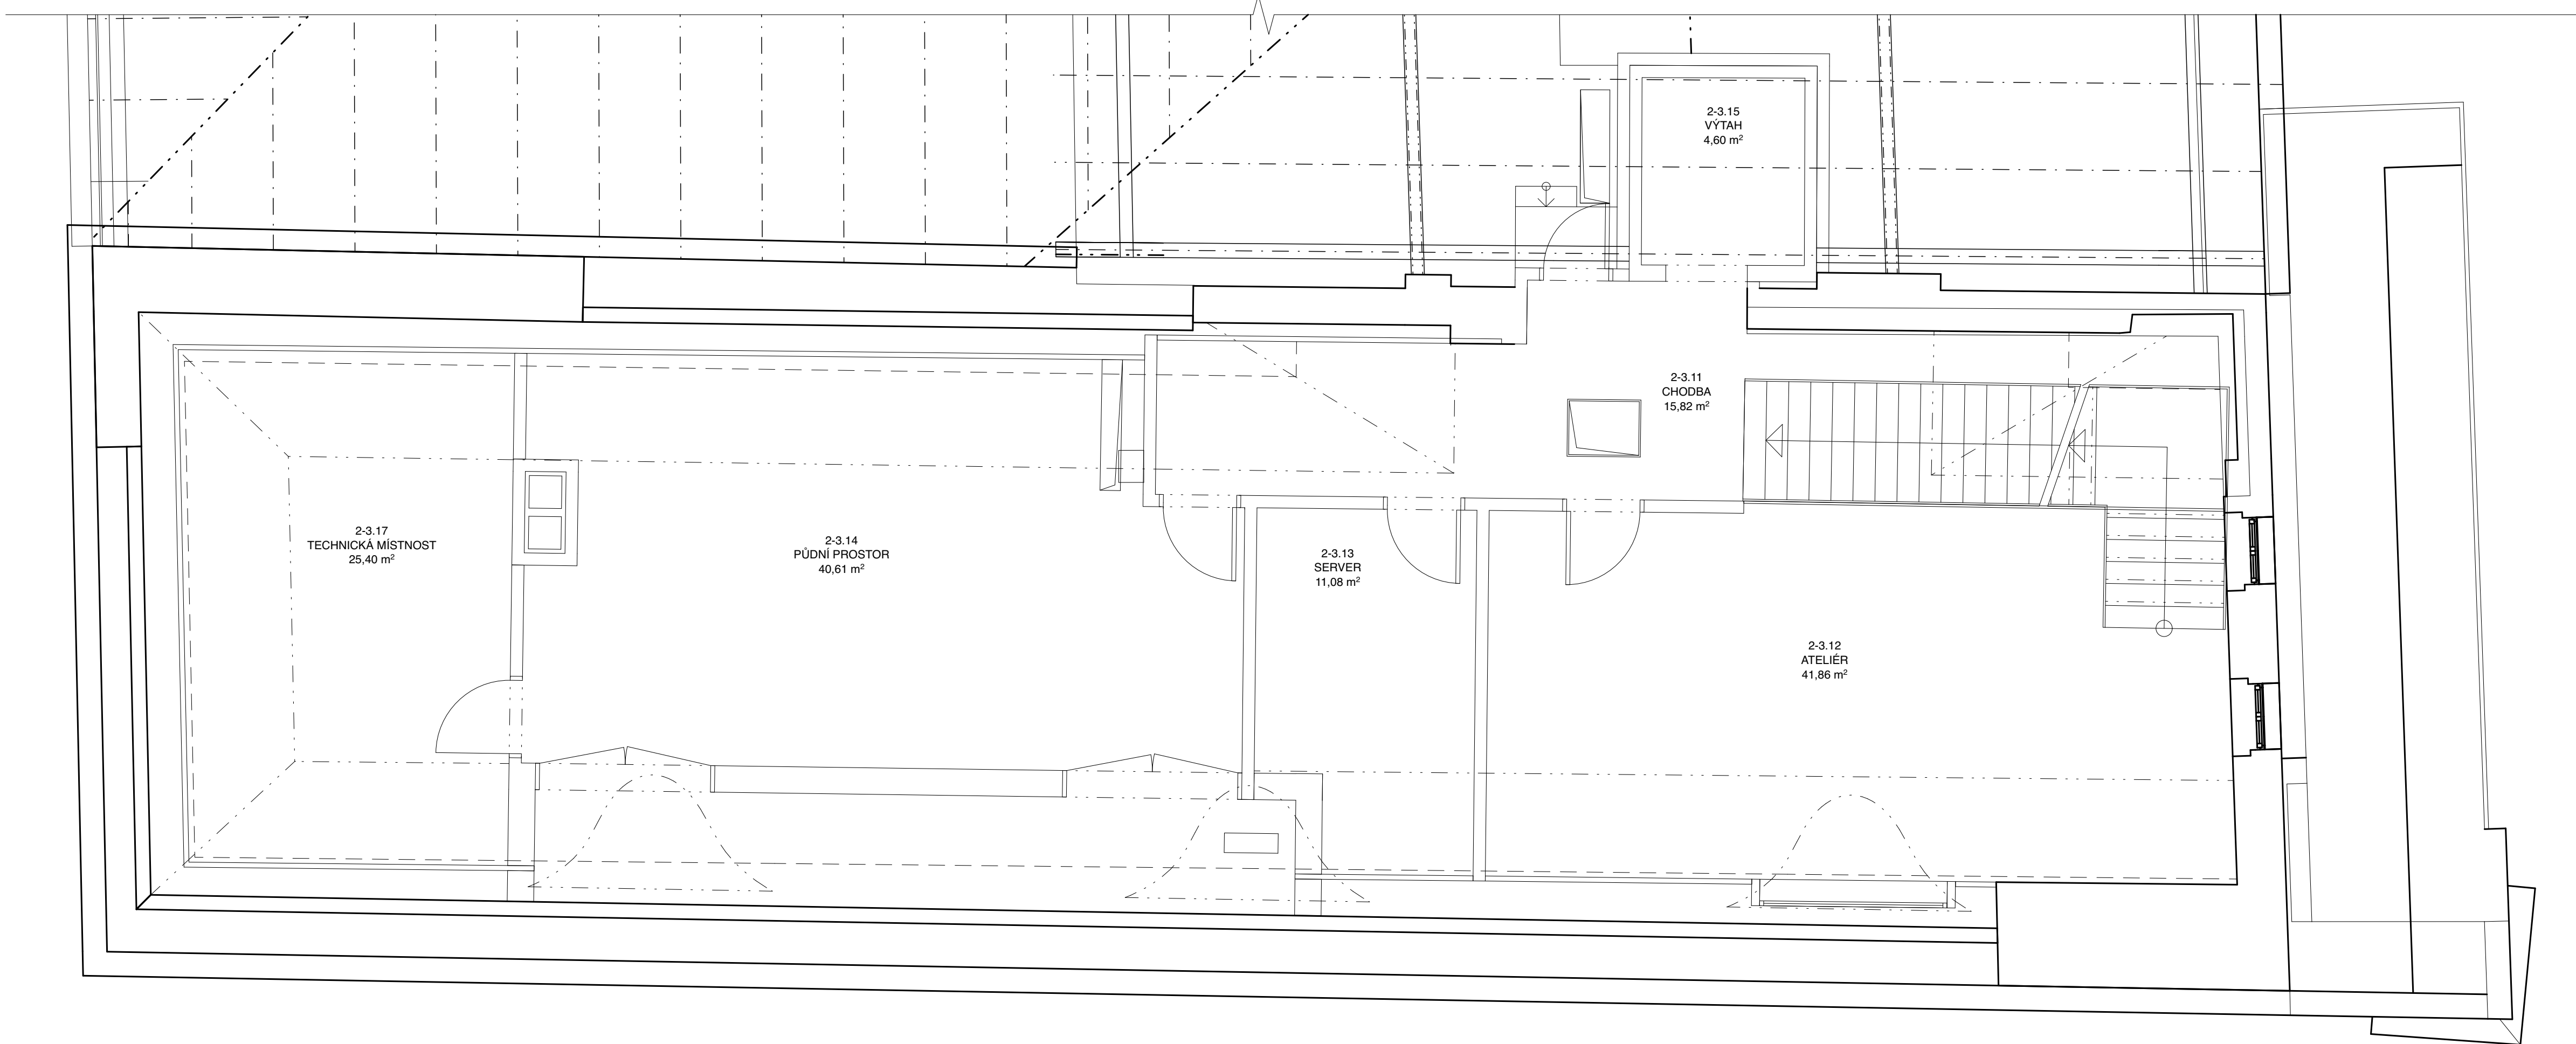 2-3.15
VÝTAH
4,60 m²
2-3.11
CHODBA
15,82 m²
2-3.17
TECHNICKÁ MÍSTNOST
25,40 m²
2-3.14
PŮDNÍ PROSTOR
40,61 m²
2-3.13
SERVER
11,08 m²
2-3.12
ATELIÉR
41,86 m²